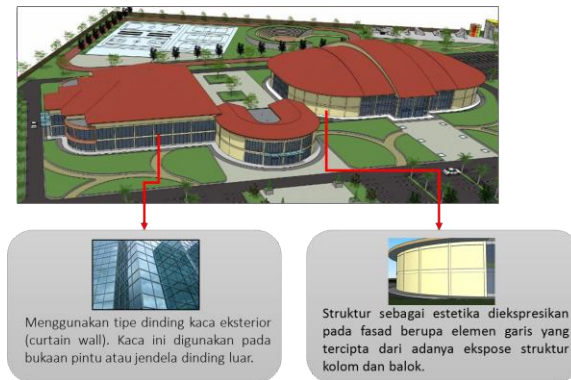 Menggunakan tipe dinding kaca eksterior
(curtain wall). Kaca ini digunakan pada
bukaan pintu atau jendela dinding luar.
Struktur sebagai estetika diekspresikan
pada fasad berupa elemen garis yang
tercipta dari adanya ekspose struktur
kolom dan balok.